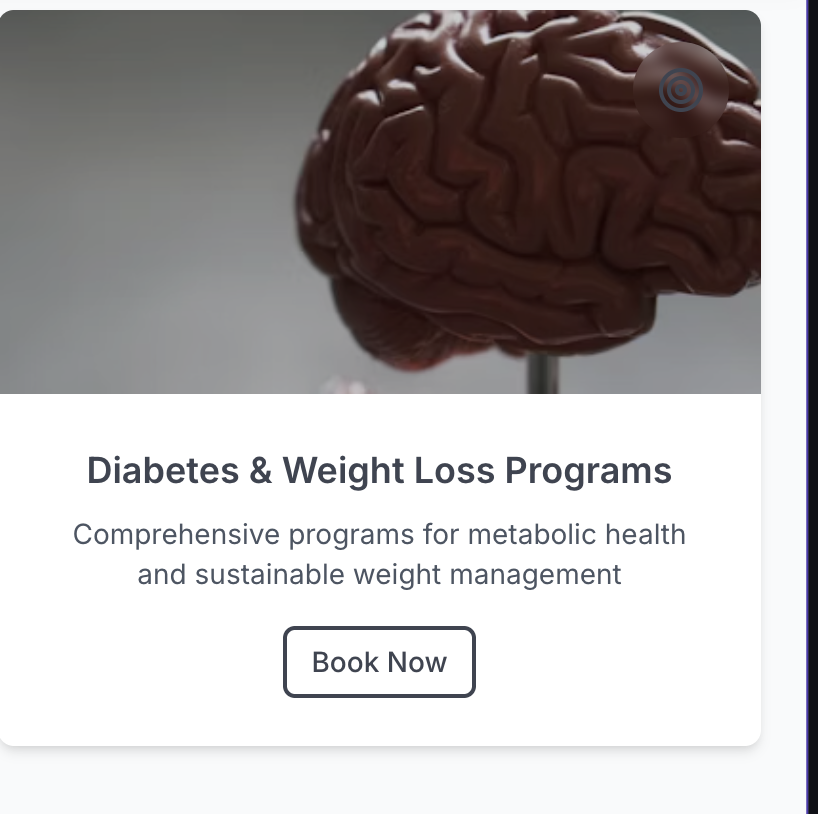 Diabetes & Weight Loss Programs
Comprehensive programs for metabolic health
and sustainable weight management
Book Now